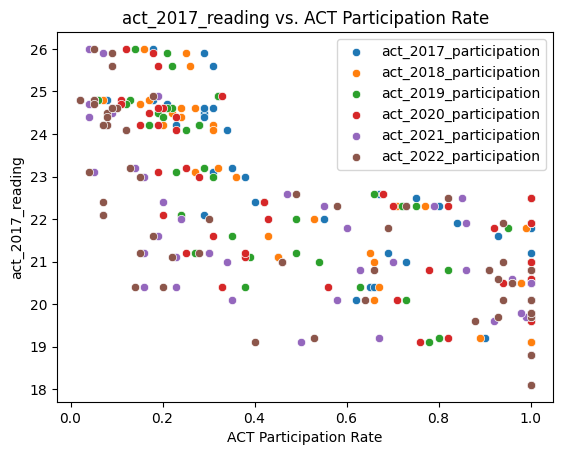 act_2017_reading vs. ACT Participation Rate
26
25
24
23
22
21
20
19
18
act_2017_reading
act_2017_participation
act_2018_participation
act_2019_participation
act_2020_participation
act_2021_participation
act_2022_participation
0.0 0.2 0.4 0.6 0.8 1.0
ACT Participation Rate